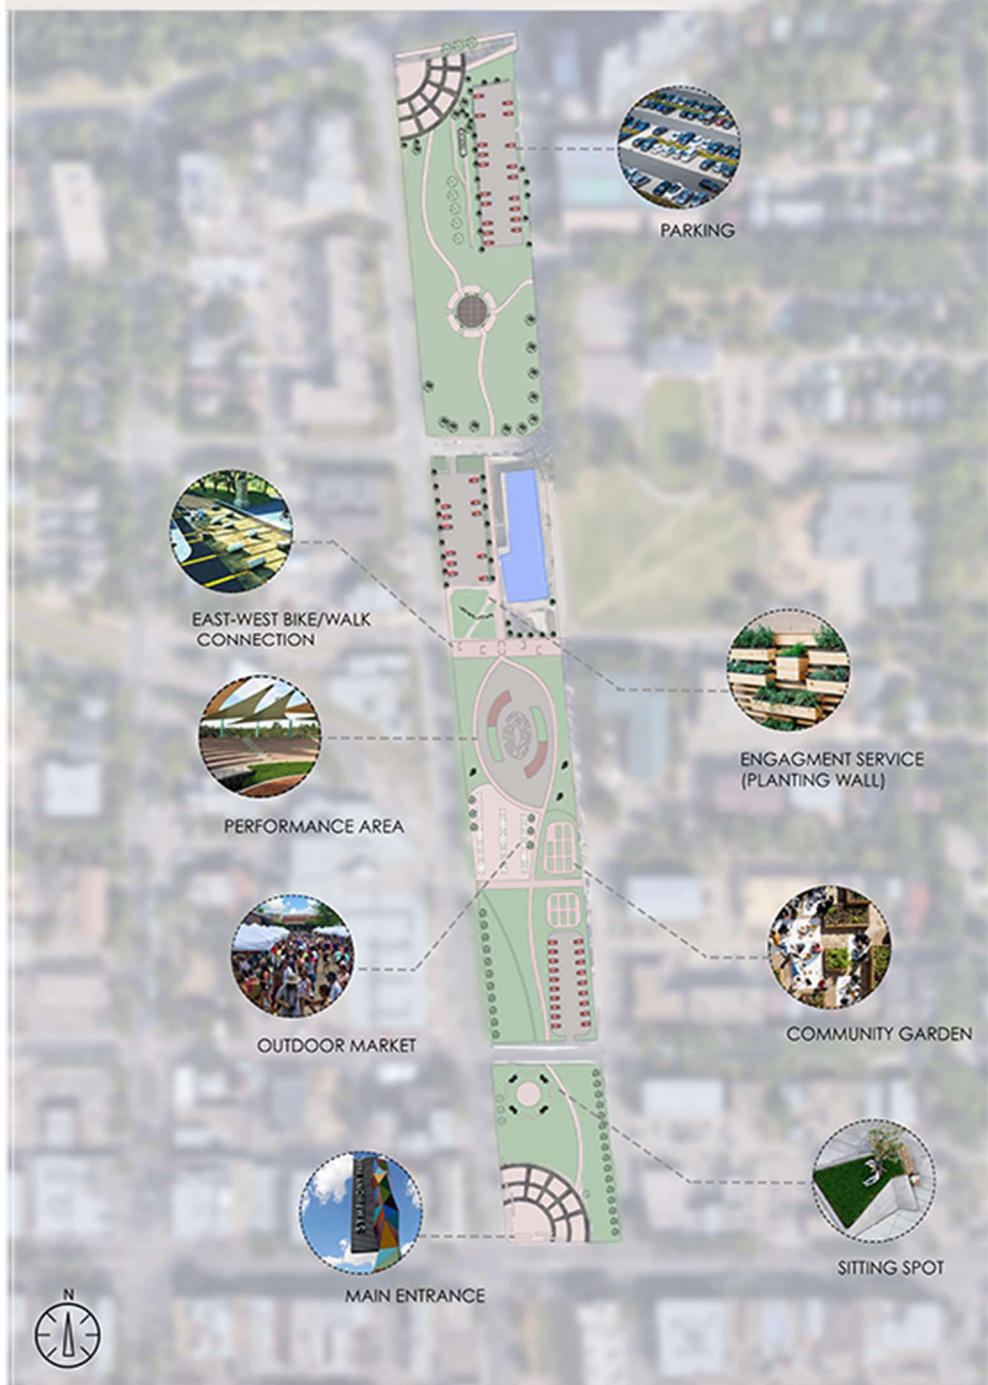 PARKING
EAST-WEST BIKE/WALK
CONNECTION
ENGAGMENT SERVICE
(PLANTING WALL)
PERFORMANCE AREA
OUTDOOR MARKET
COMMUNITY GARDEN
SITTING SPOT
MAIN ENTRANCE
N